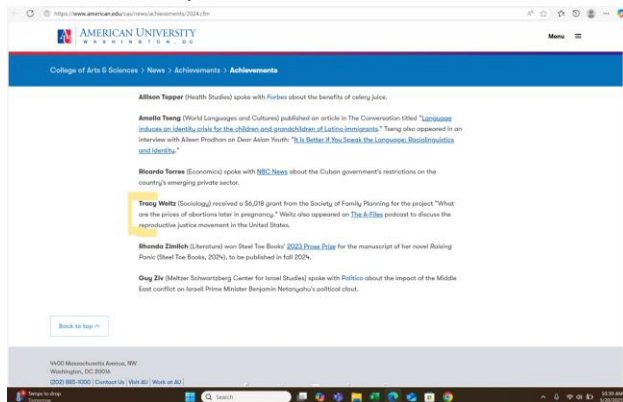 https://www.american.edu/cas/news/achievements/2024.cfm
AMERICAN UNIVERSITY
WASHINGTON, DC
Menu
College of Arts & Sciences > News > Achievements > Achievements
Allison Tepper (Health Studies) spoke with Forbes about the benefits of celery juice.
Amelia Tseng (World Languages and Cultures) published an article in The Conversation titled "Language
induces an identity crisis for the children and grandchildren of Latino immigrants." Tseng also appeared in an
interview with Aileen Pradhan on Dear Asian Youth: "It Is Better if You Speak the Language: Raciolinguistics
and Identity."
Ricardo Torres (Economics) spoke with NBC News about the Cuban government's restrictions on the
country's emerging private sector.
Tracy Weitz (Sociology) received a $6,018 grant from the Society of Family Planning for the project "What
are the prices of abortions later in pregnancy." Weitz also appeared on The A-Files podcast to discuss the
reproductive justice movement in the United States.
Rhonda Zimlich (Literature) won Steel Toe Books' 2023 Prose Prize for the manuscript of her novel Raising
Panic (Steel Toe Books, 2024), to be published in fall 2024.
Guy Ziv (Meltzer Schwartzberg Center for Israel Studies) spoke with Politico about the impact of the Middle
East conflict on Israeli Prime Minister Benjamin Netanyahu's political clout.
Back to top
4400 Massachusetts Avenue, NW
Washington, DC 20016
(202) 885-1000 | Contact Us | Visit AU | Work at AU |
Temps to drop
Tomorrow
Search
10:39 AM